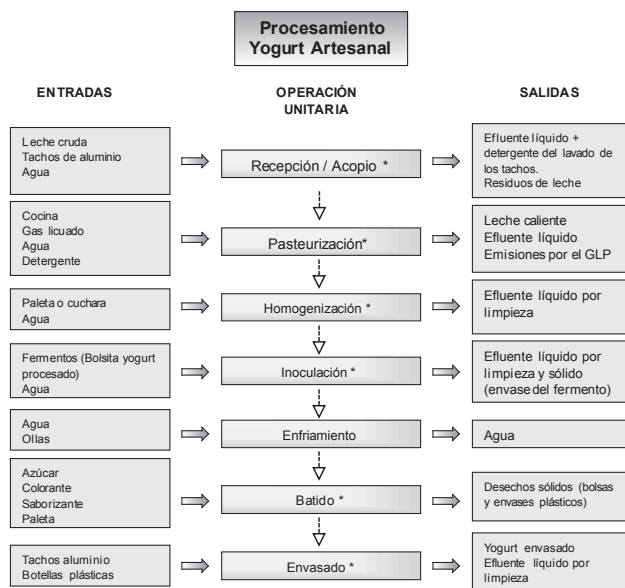 Procesamiento
Yogurt Artesanal
ENTRADAS
OPERACIÓN
UNITARIA
SALIDAS
Leche cruda
Tachos de aluminio
Agua
Recepción / Acopio *
Efluente líquido +
detergente del lavado de
los tachos.
Residuos de leche
Cocina
Gas licuado
Agua
Detergente
Pasteurización*
Leche caliente
Efluente líquido
Emisiones por el GLP
Paleta o cuchara
Agua
Homogenización *
Efluente líquido por
limpieza
Fermentos (Bolsita yogurt
procesado)
Agua
Inoculación *
Efluente líquido por
limpieza y sólido
(envase del fermento)
Agua
Ollas
Enfriamiento
Agua
Azúcar
Colorante
Saborizante
Paleta
Batido *
Desechos sólidos (bolsas
y envases plásticos)
Tachos aluminio
Botellas plásticas
Envasado *
Yogurt envasado
Efluente líquido por
limpieza